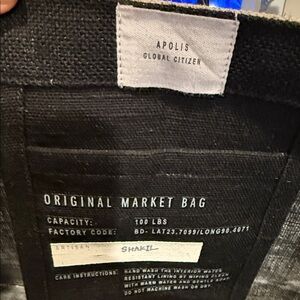 APOLIS
GLOBAL CITIZEN
ORIGINAL MARKET BAG
CAPACITY: 100 LBS
FACTORY CODE: BD- LAT23.7099/LONG90.4071
ARTISAN SHAKIL
CARE INSTRUCTIONS: HAND WASH THE INTERIOR WATER
RESISTANT LINING BY WIPING CLEAN
WITH WARM WATER AND GENTLE SOAP
DO NOT MACHINE WASH OR DRY